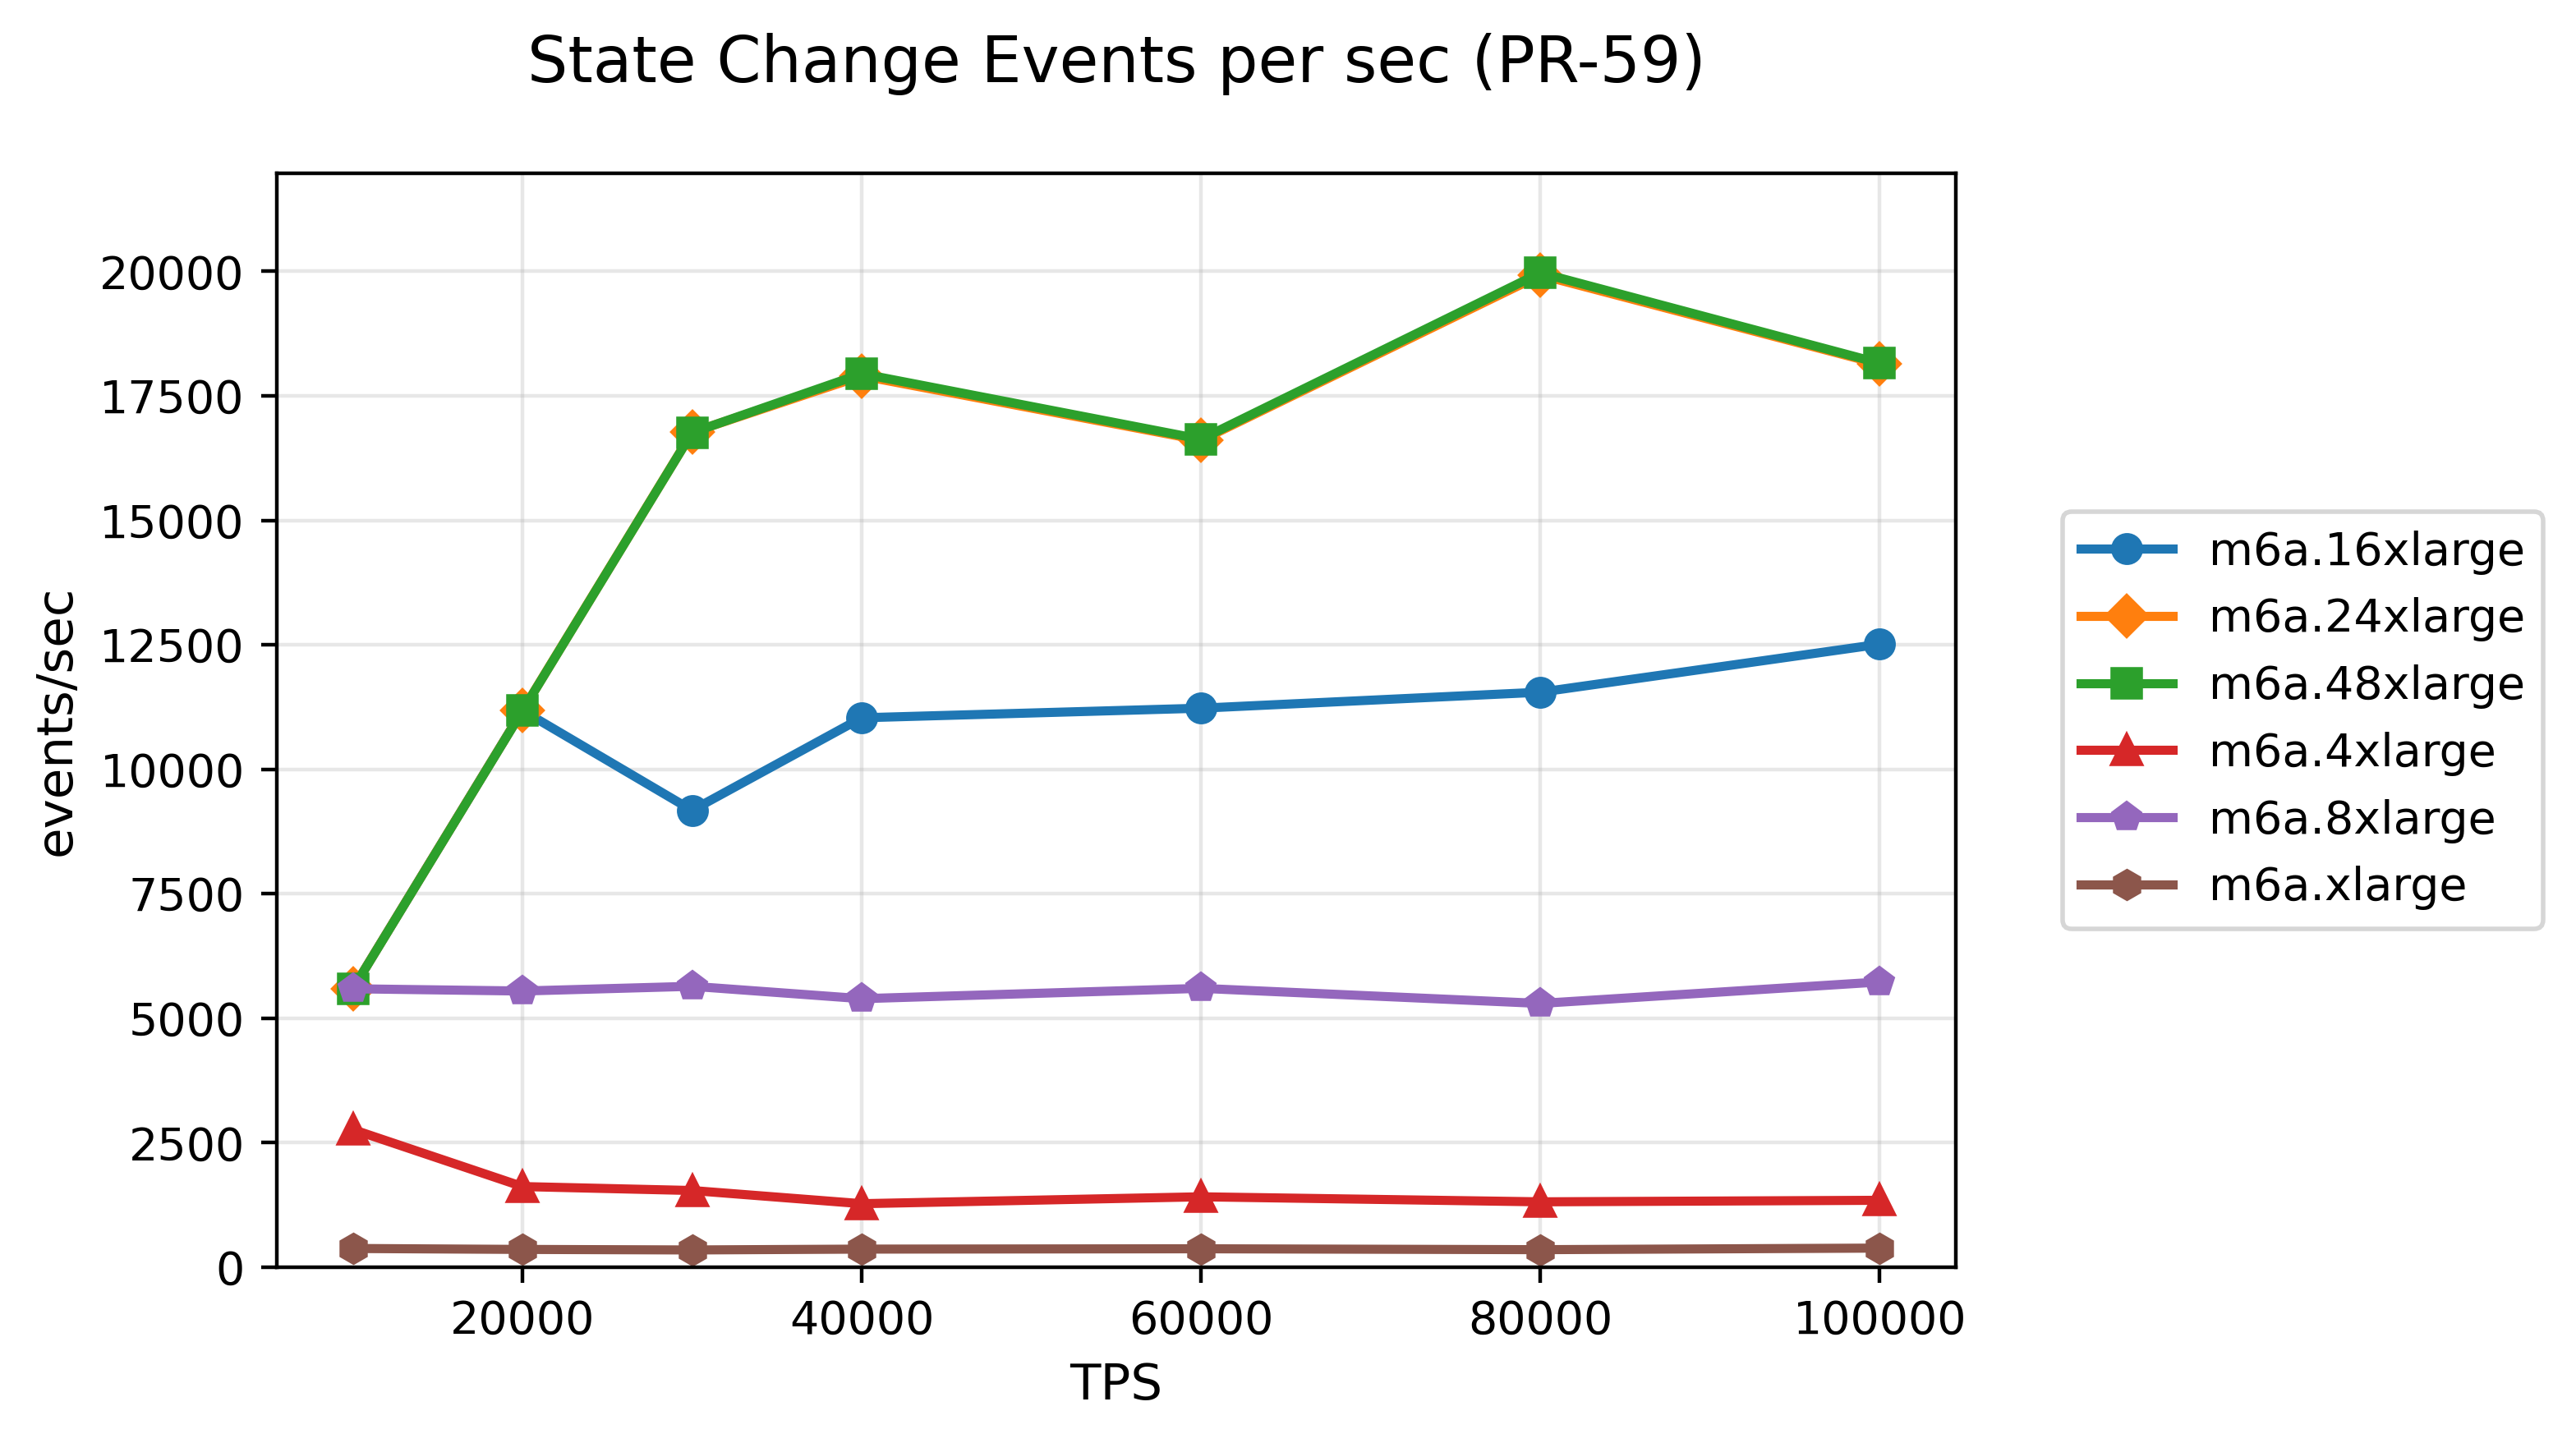 State Change Events per sec (PR-59)
20000
17500
15000
12500
10000
7500
5000
2500
0
events/sec
20000 40000 60000 80000 100000
TPS
m6a.16xlarge
m6a.24xlarge
m6a.48xlarge
m6a.4xlarge
m6a.8xlarge
m6a.xlarge